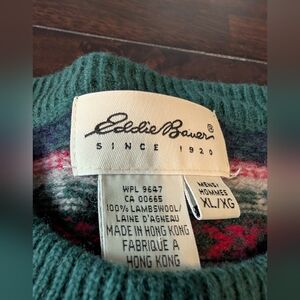 Eddie Bauer®
SINCE 1920
WPL 9647
CA 00665
100% LAMBSWOOL/
LAINE D'AGNEAU
MADE IN HONG KONG
FABRIQUE A
HONG KONG
MENS/
HOMMES
XL/XG